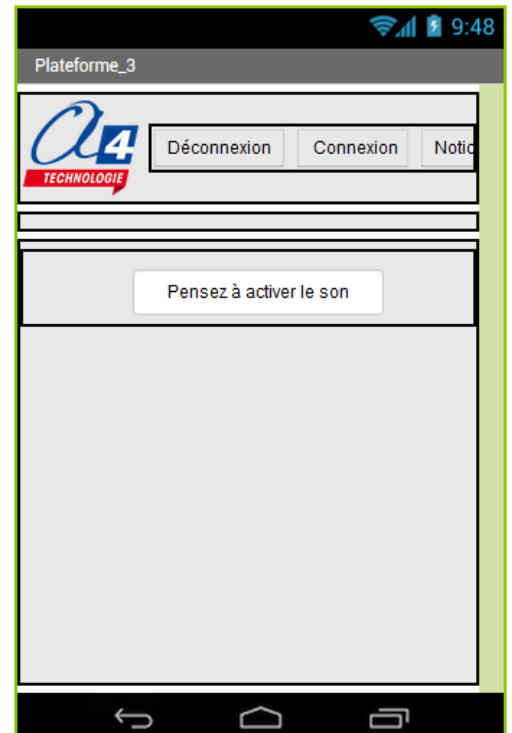 9:48
Plateforme_3
a4
TECHNOLOGIE
Déconnexion Connexion Notic
Pensez à activer le son